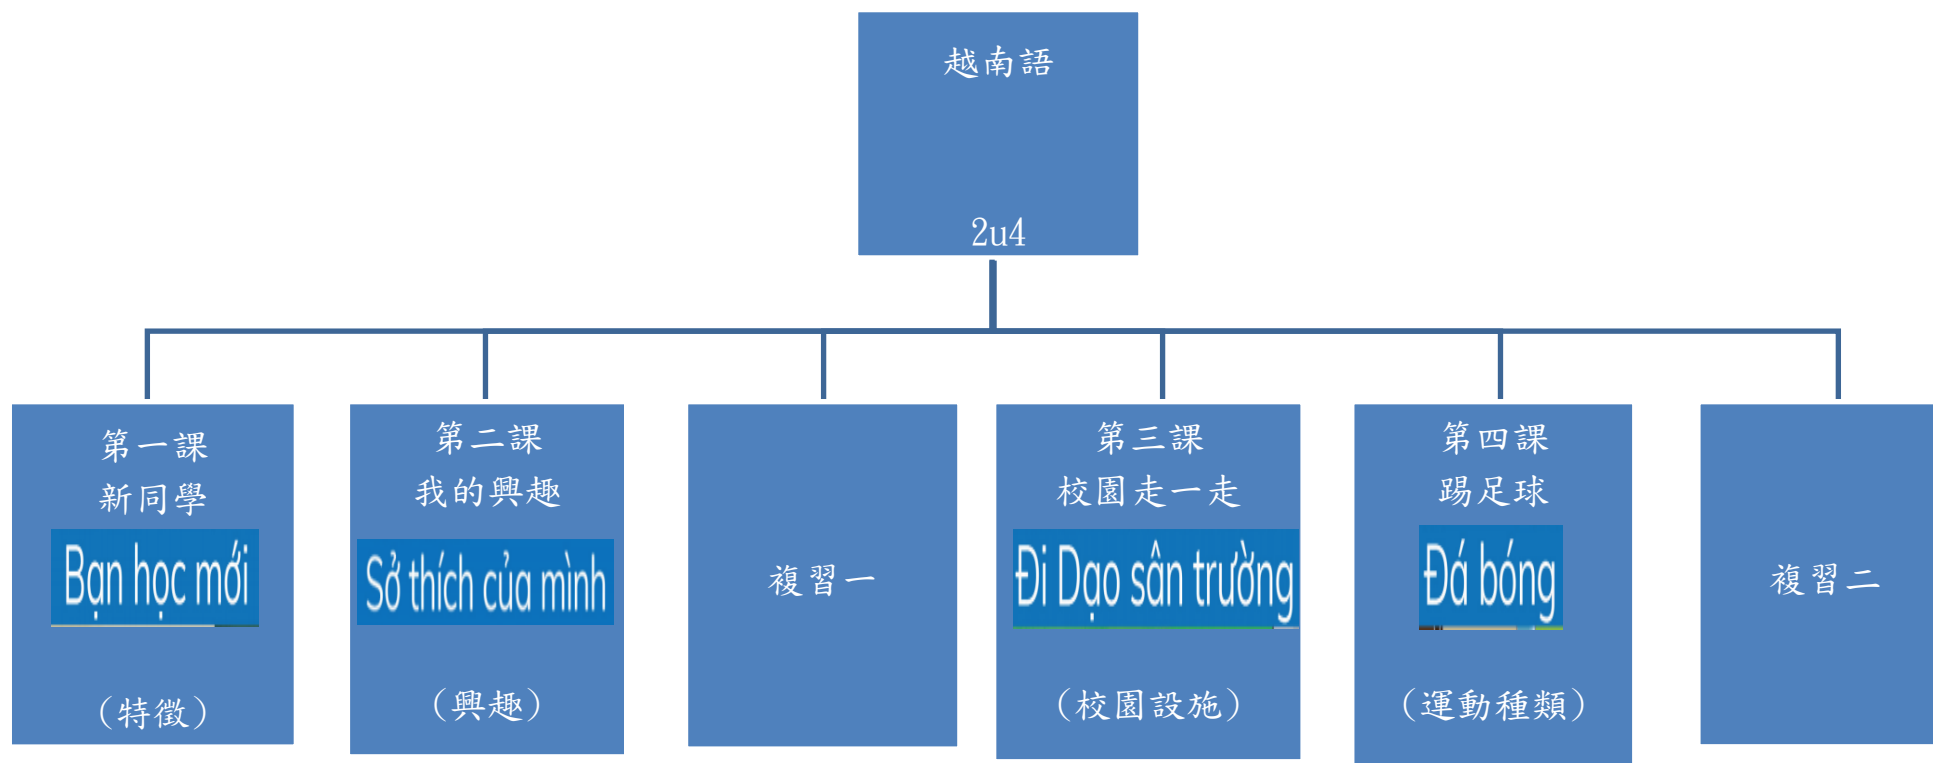 越南語
2u4
第一課
新同學
Bạn học mới
(特徵)
第二課
我的興趣
Sở thích của mình
(興趣)
複習一
第三課
校園走一走
Đi Dạo sân trường
(校園設施)
第四課
踢足球
Đá bóng
(運動種類)
複習二